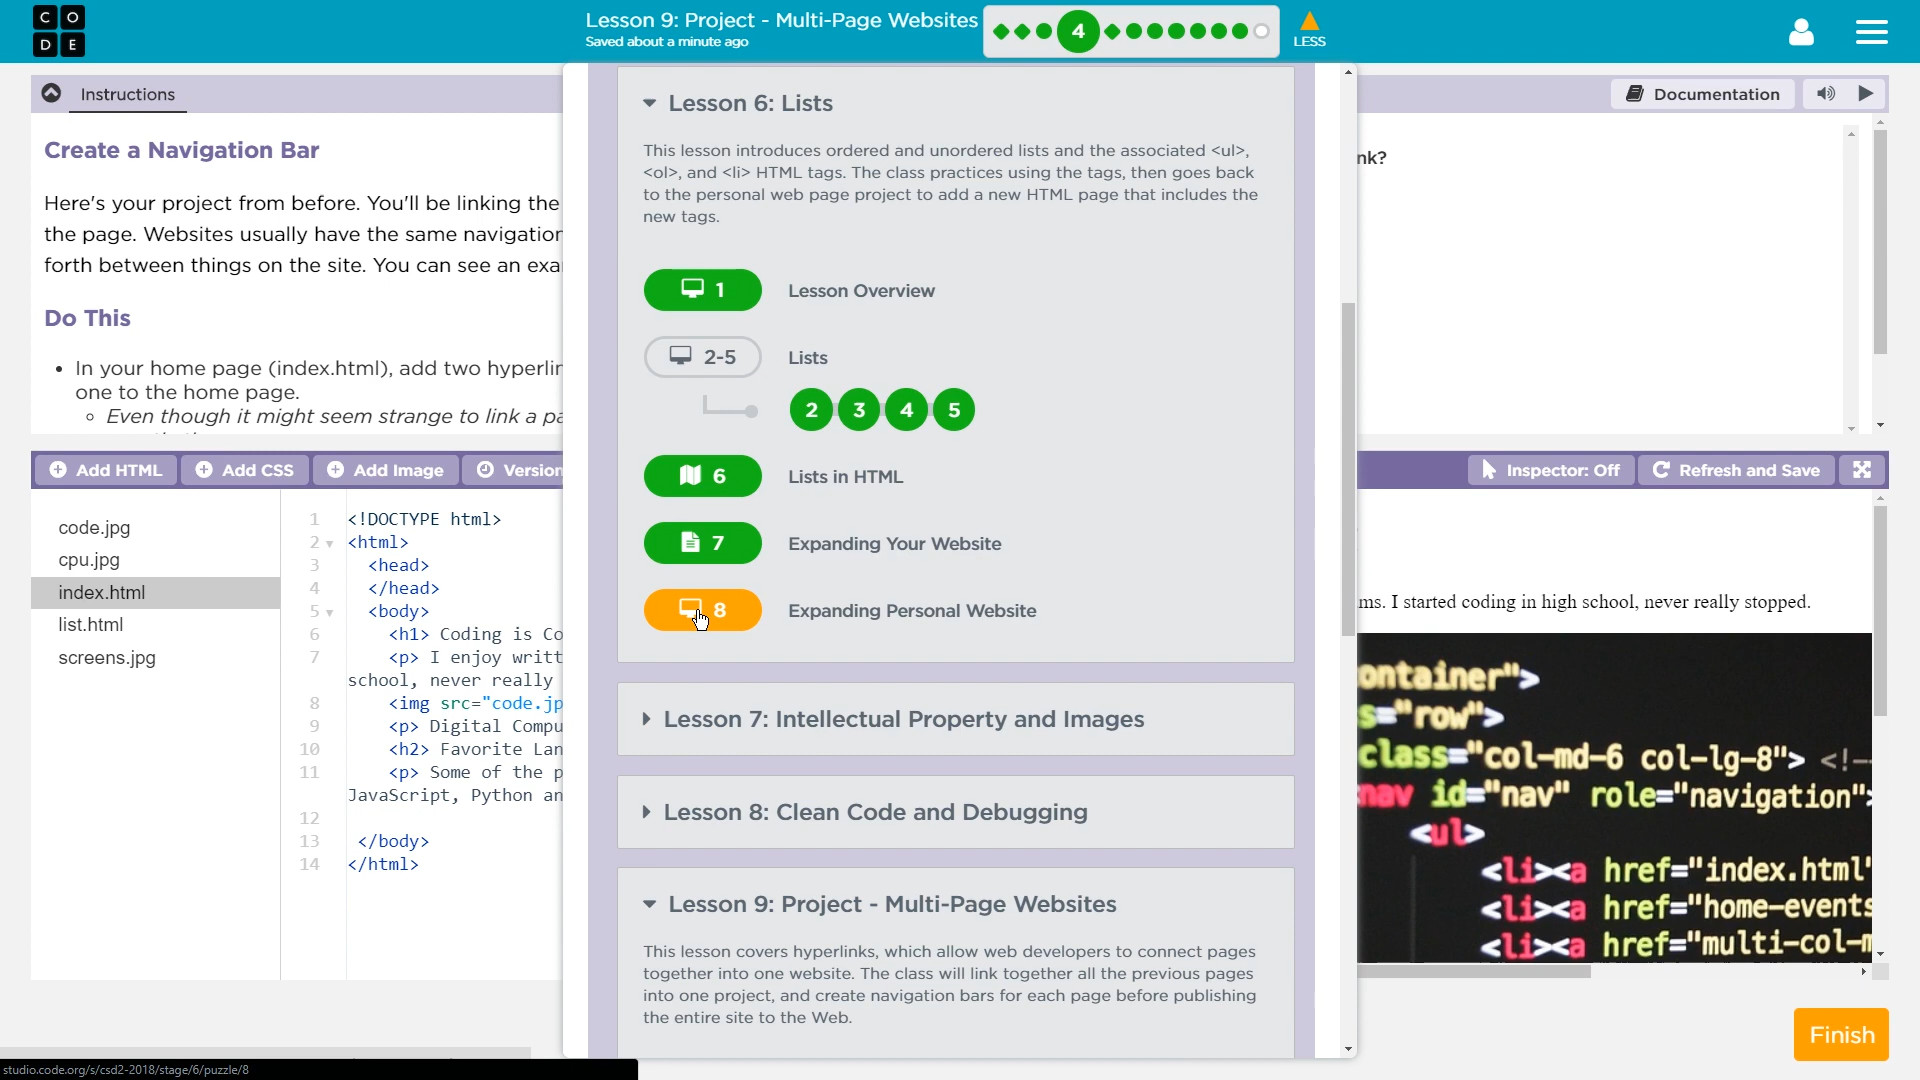 C O
D E
Lesson 9: Project - Multi-Page Websites
Saved about a minute ago
4
LESS
Instructions
Documentation
Create a Navigation Bar
nk?
Here's your project from before. You'll be linking the
the page. Websites usually have the same navigation
forth between things on the site. You can see an exa
Do This
• In your home page (index.html), add two hyperlin
one to the home page.
Even though it might seem strange to link a pa
Lesson 6: Lists
This lesson introduces ordered and unordered lists and the associated <ul>,
<ol>, and <li> HTML tags. The class practices using the tags, then goes back
to the personal web page project to add a new HTML page that includes the
new tags.
1 Lesson Overview
2-5 Lists
2 3 4 5
6 Lists in HTML
7 Expanding Your Website
8 Expanding Personal Website
Lesson 7: Intellectual Property and Images
Lesson 8: Clean Code and Debugging
Lesson 9: Project - Multi-Page Websites
This lesson covers hyperlinks, which allow web developers to connect pages
together into one website. The class will link together all the previous pages
into one project, and create navigation bars for each page before publishing
the entire site to the Web.
Add HTML Add CSS Add Image Version
Inspector: Off Refresh and Save
code.jpg
cpu.jpg
index.html
list.html
screens.jpg
1 <!DOCTYPE html>
2 <html>
3 <head>
4 </head>
5 <body>
6 <h1> Coding is Co
7 <p> I enjoy writt
school, never really
8 <img src="code.jp
9 <p> Digital Compu
10 <h2> Favorite Lan
11 <p> Some of the p
JavaScript, Python an
12
13 </body>
14 </html>
ms. I started coding in high school, never really stopped.
ontainer">
s="row">
class="col-md-6 col-lg-8"> <!--
nav id="nav" role="navigation">
<ul>
<li><a href="index.html"
<li><a href="home-events
<li><a href="multi-col-m
Finish
studio.code.org/s/csd2-2018/stage/6/puzzle/8